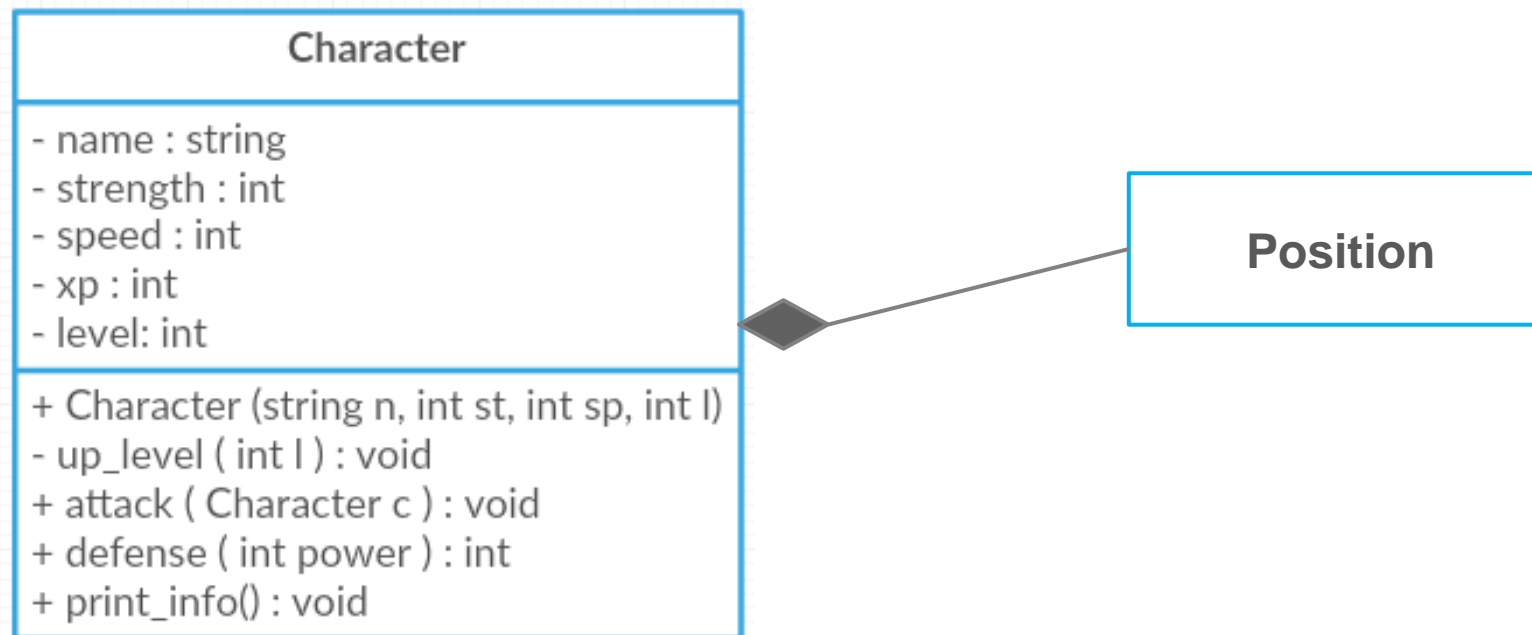 Character
- name : string
- strength : int
- speed : int
- xp : int
- level: int
+ Character (string n, int st, int sp, int l)
- up_level ( int l ) : void
+ attack ( Character c ) : void
+ defense ( int power ) : int
+ print_info() : void
Position